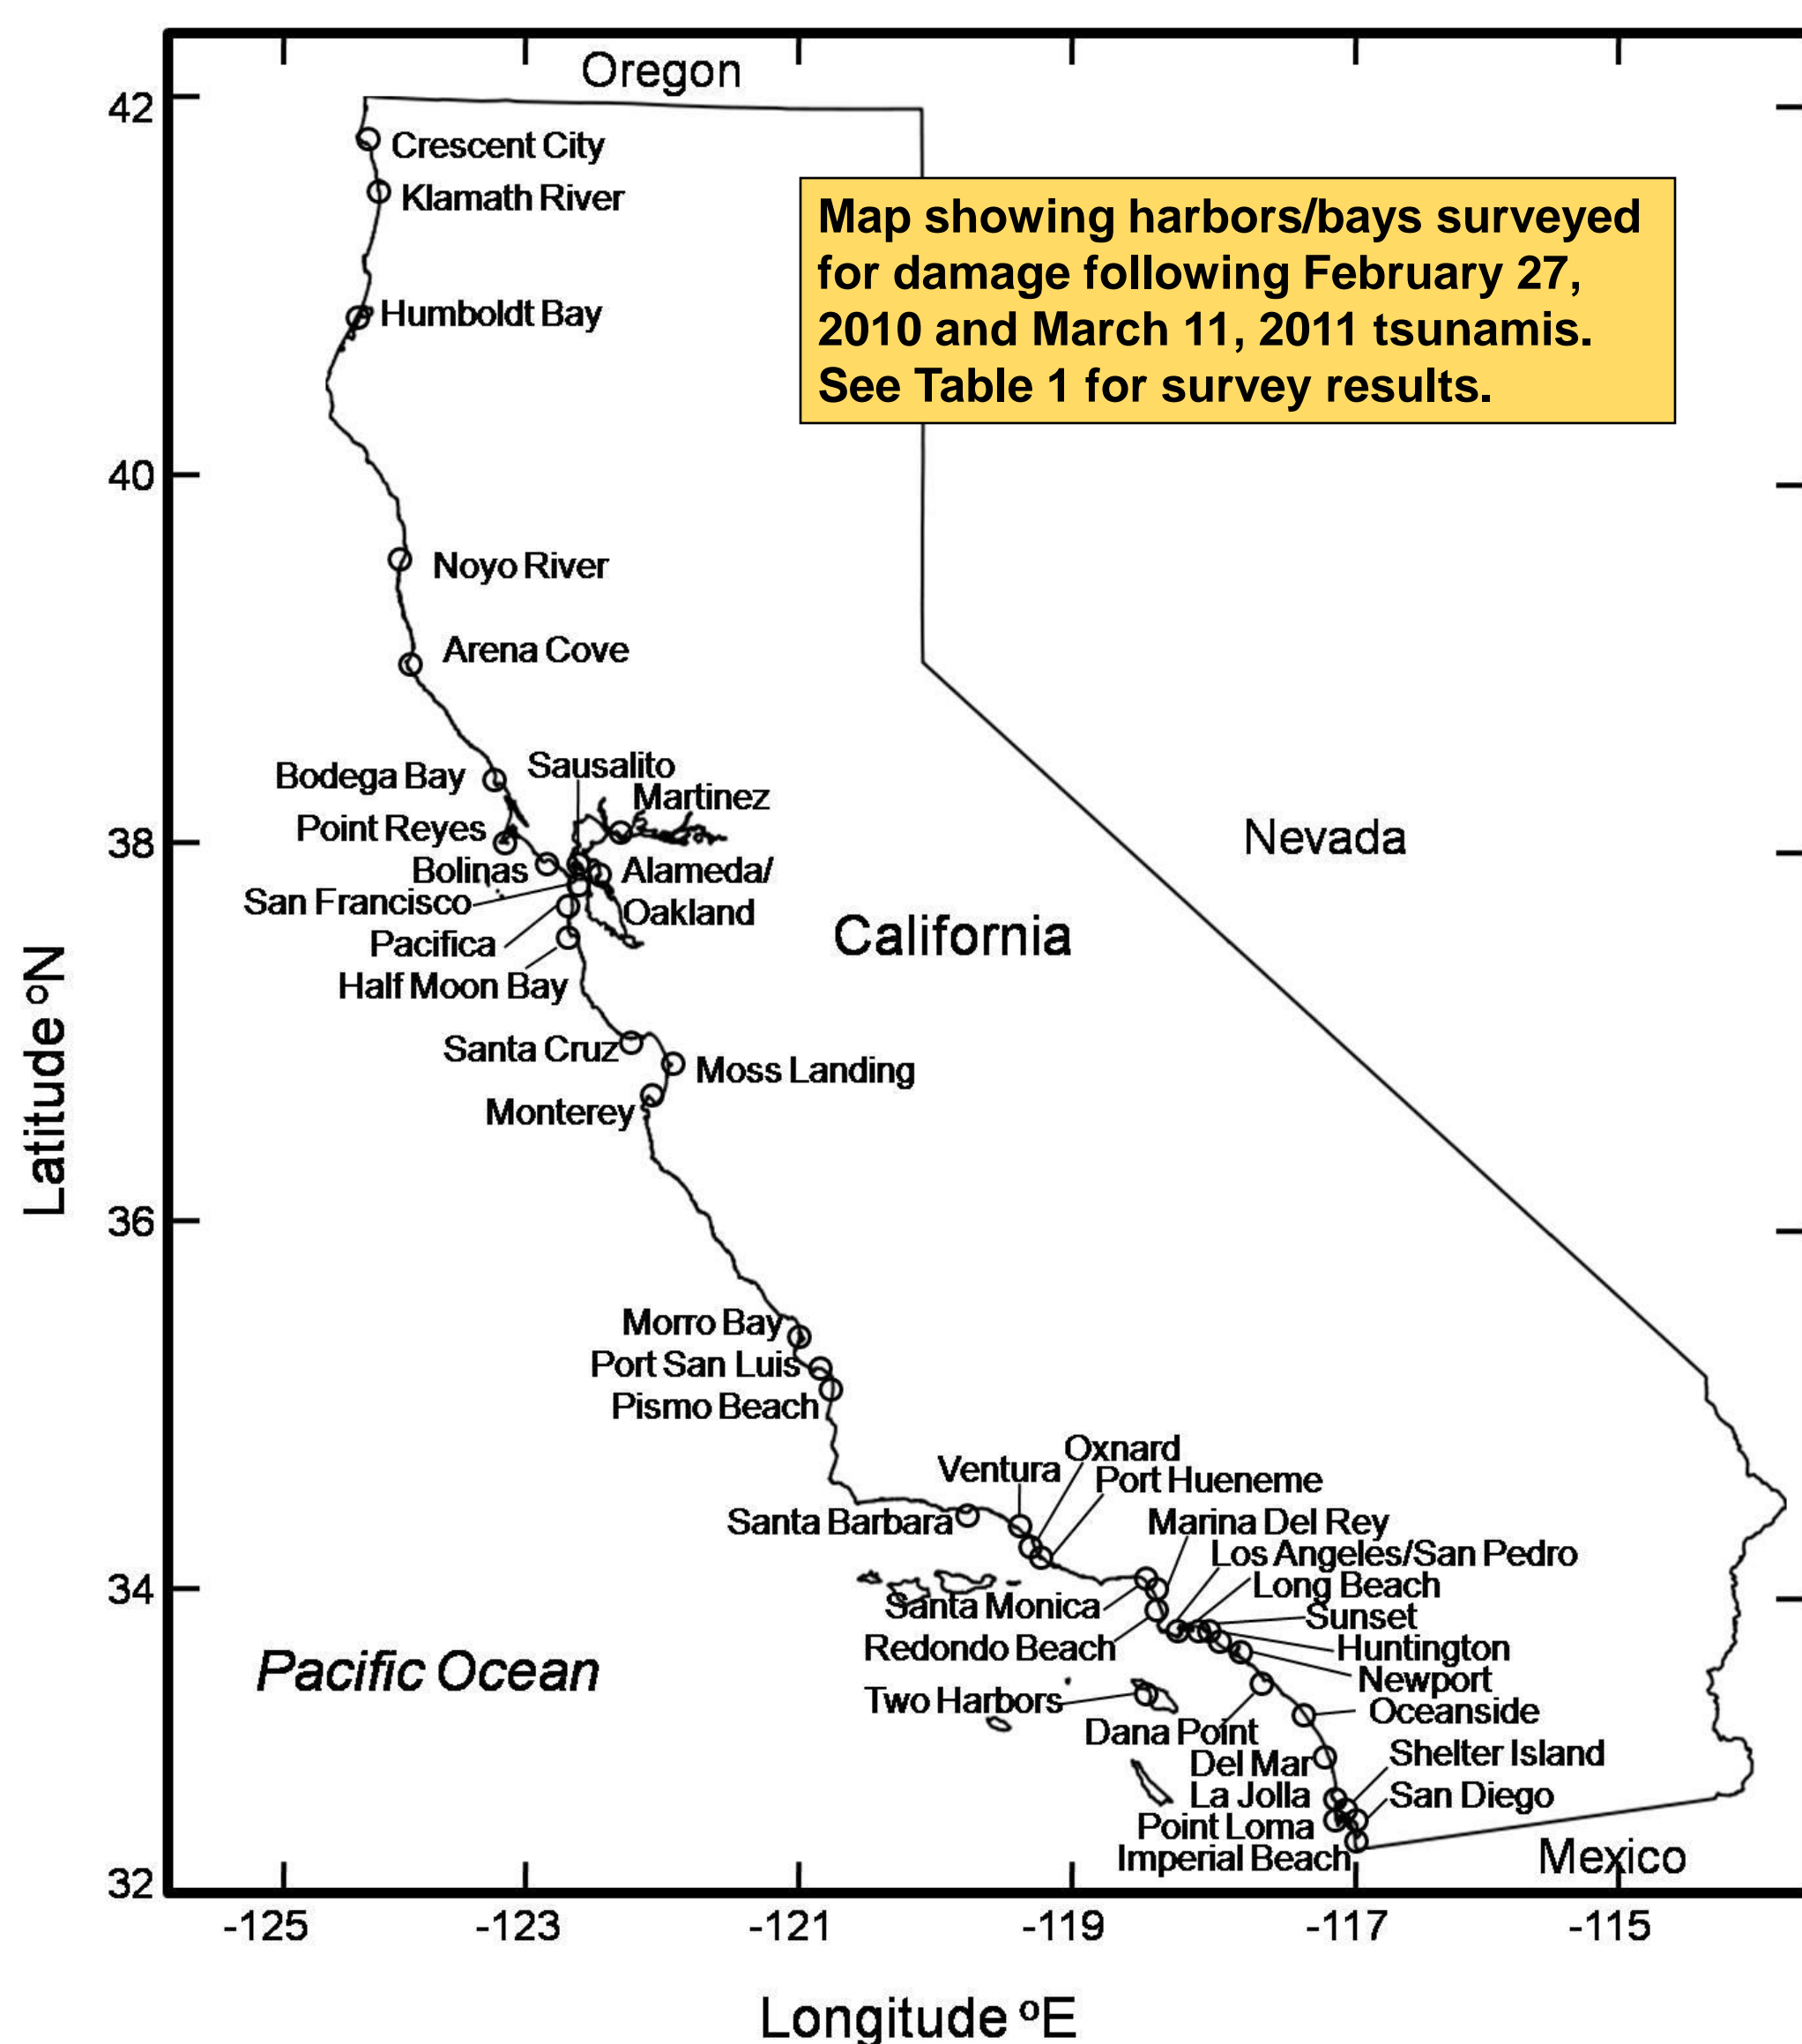 Oregon
42
Crescent City
Klamath River
Map showing harbors/bays surveyed
for damage following February 27,
2010 and March 11, 2011 tsunamis.
See Table 1 for survey results.
Humboldt Bay
40
Noyo River
Arena Cove
Sausalito
Bodega Bay
Martinez
Point Reyes
38
Nevada
Bolinas
Alameda/
Oakland
San Francisco
California
Pacifica
Half Moon Bay
Santa Cruz
Moss Landing
Monterey
Latitude °N
36
Morro Bay
Port San Luis
Pismo Beach
Oxnard
Ventura
Port Hueneme
Santa Barbara
Marina Del Rey
Los Angeles/San Pedro
34
Long Beach
Santa Monica
Sunset
Redondo Beach
Huntington
Pacific Ocean
Newport
Two Harbors
Oceanside
Dana Point
Shelter Island
Del Mar
La Jolla
San Diego
Point Loma
Imperial Beach
Mexico
32
-125 -123 -121 -119 -117 -115
Longitude °E